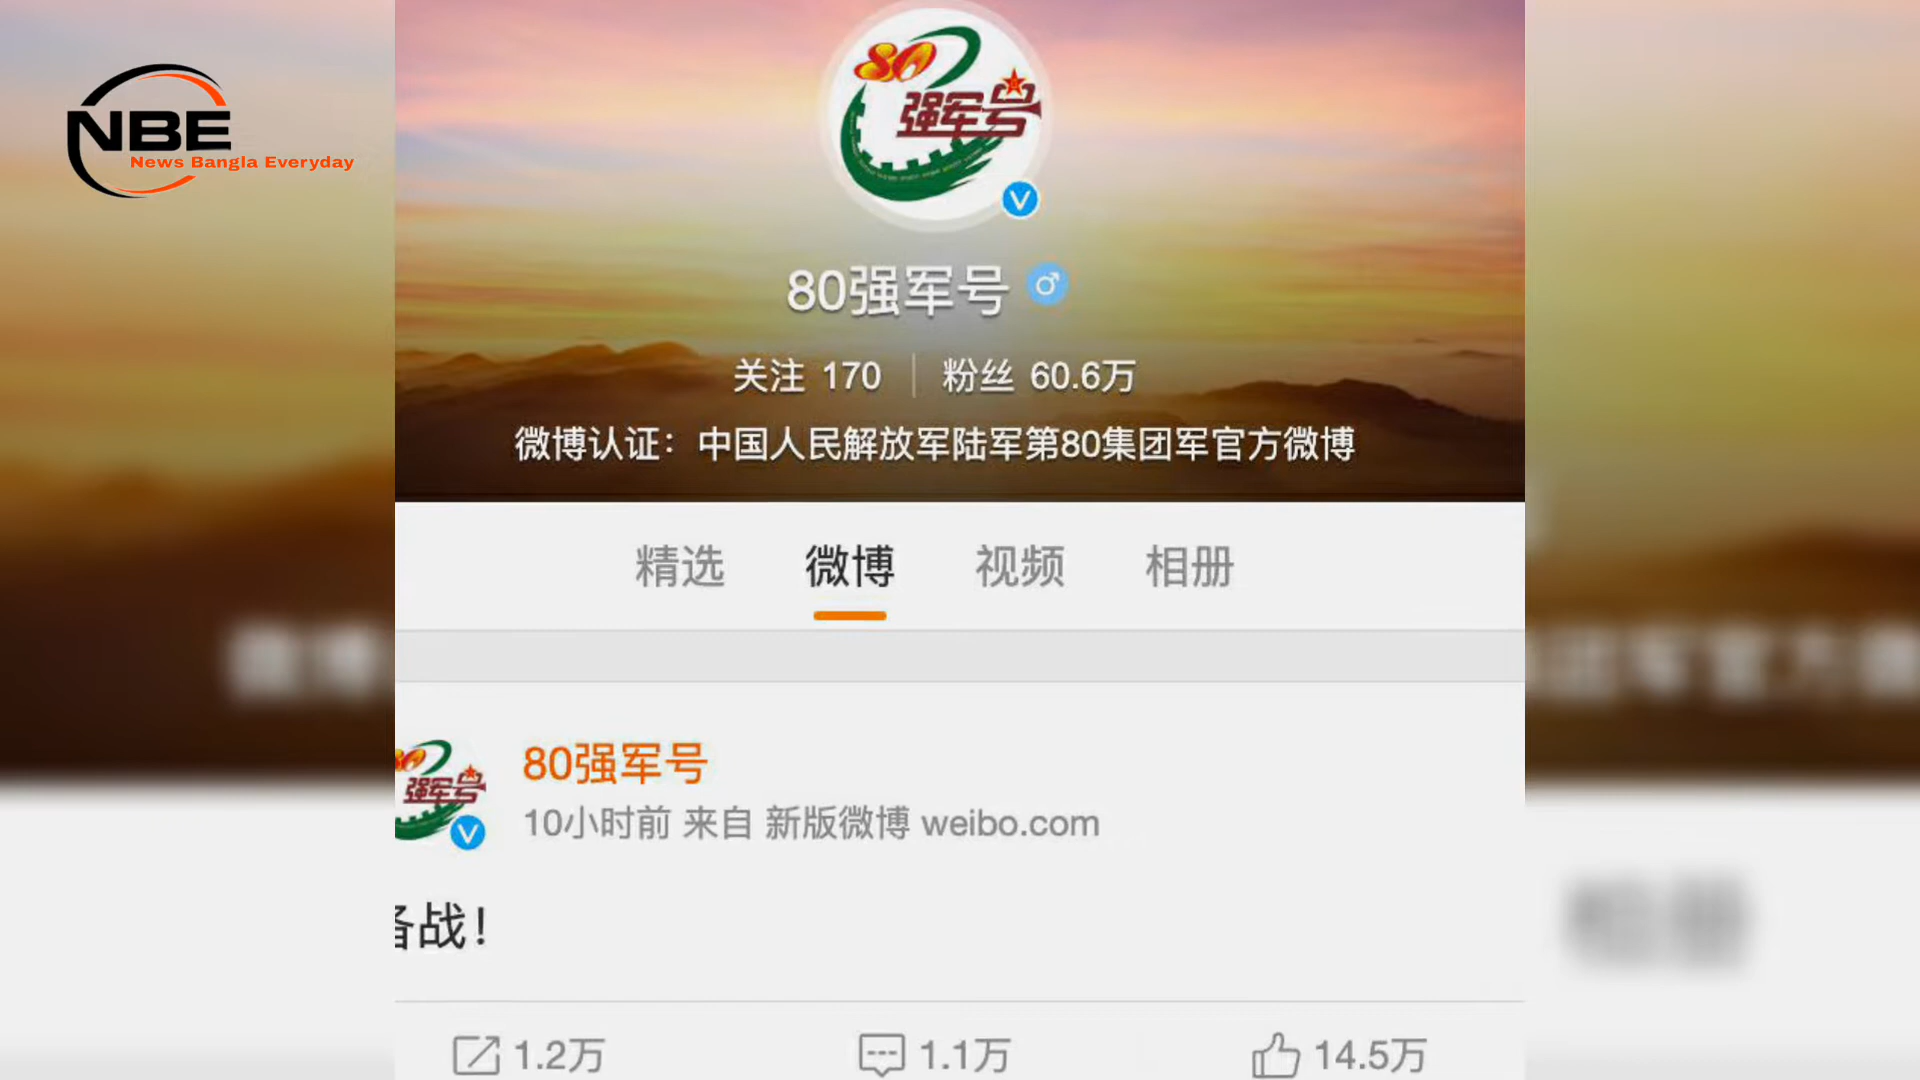 NBE
News Bangla Everyday
80
强军号
80强军号
关注 170 | 粉丝 60.6万
微博认证：中国人民解放军陆军第80集团军官方微博
精选 微博 视频 相册
80强军号
10小时前 来自 新版微博 weibo.com
备战！
1.2万 1.1万 14.5万